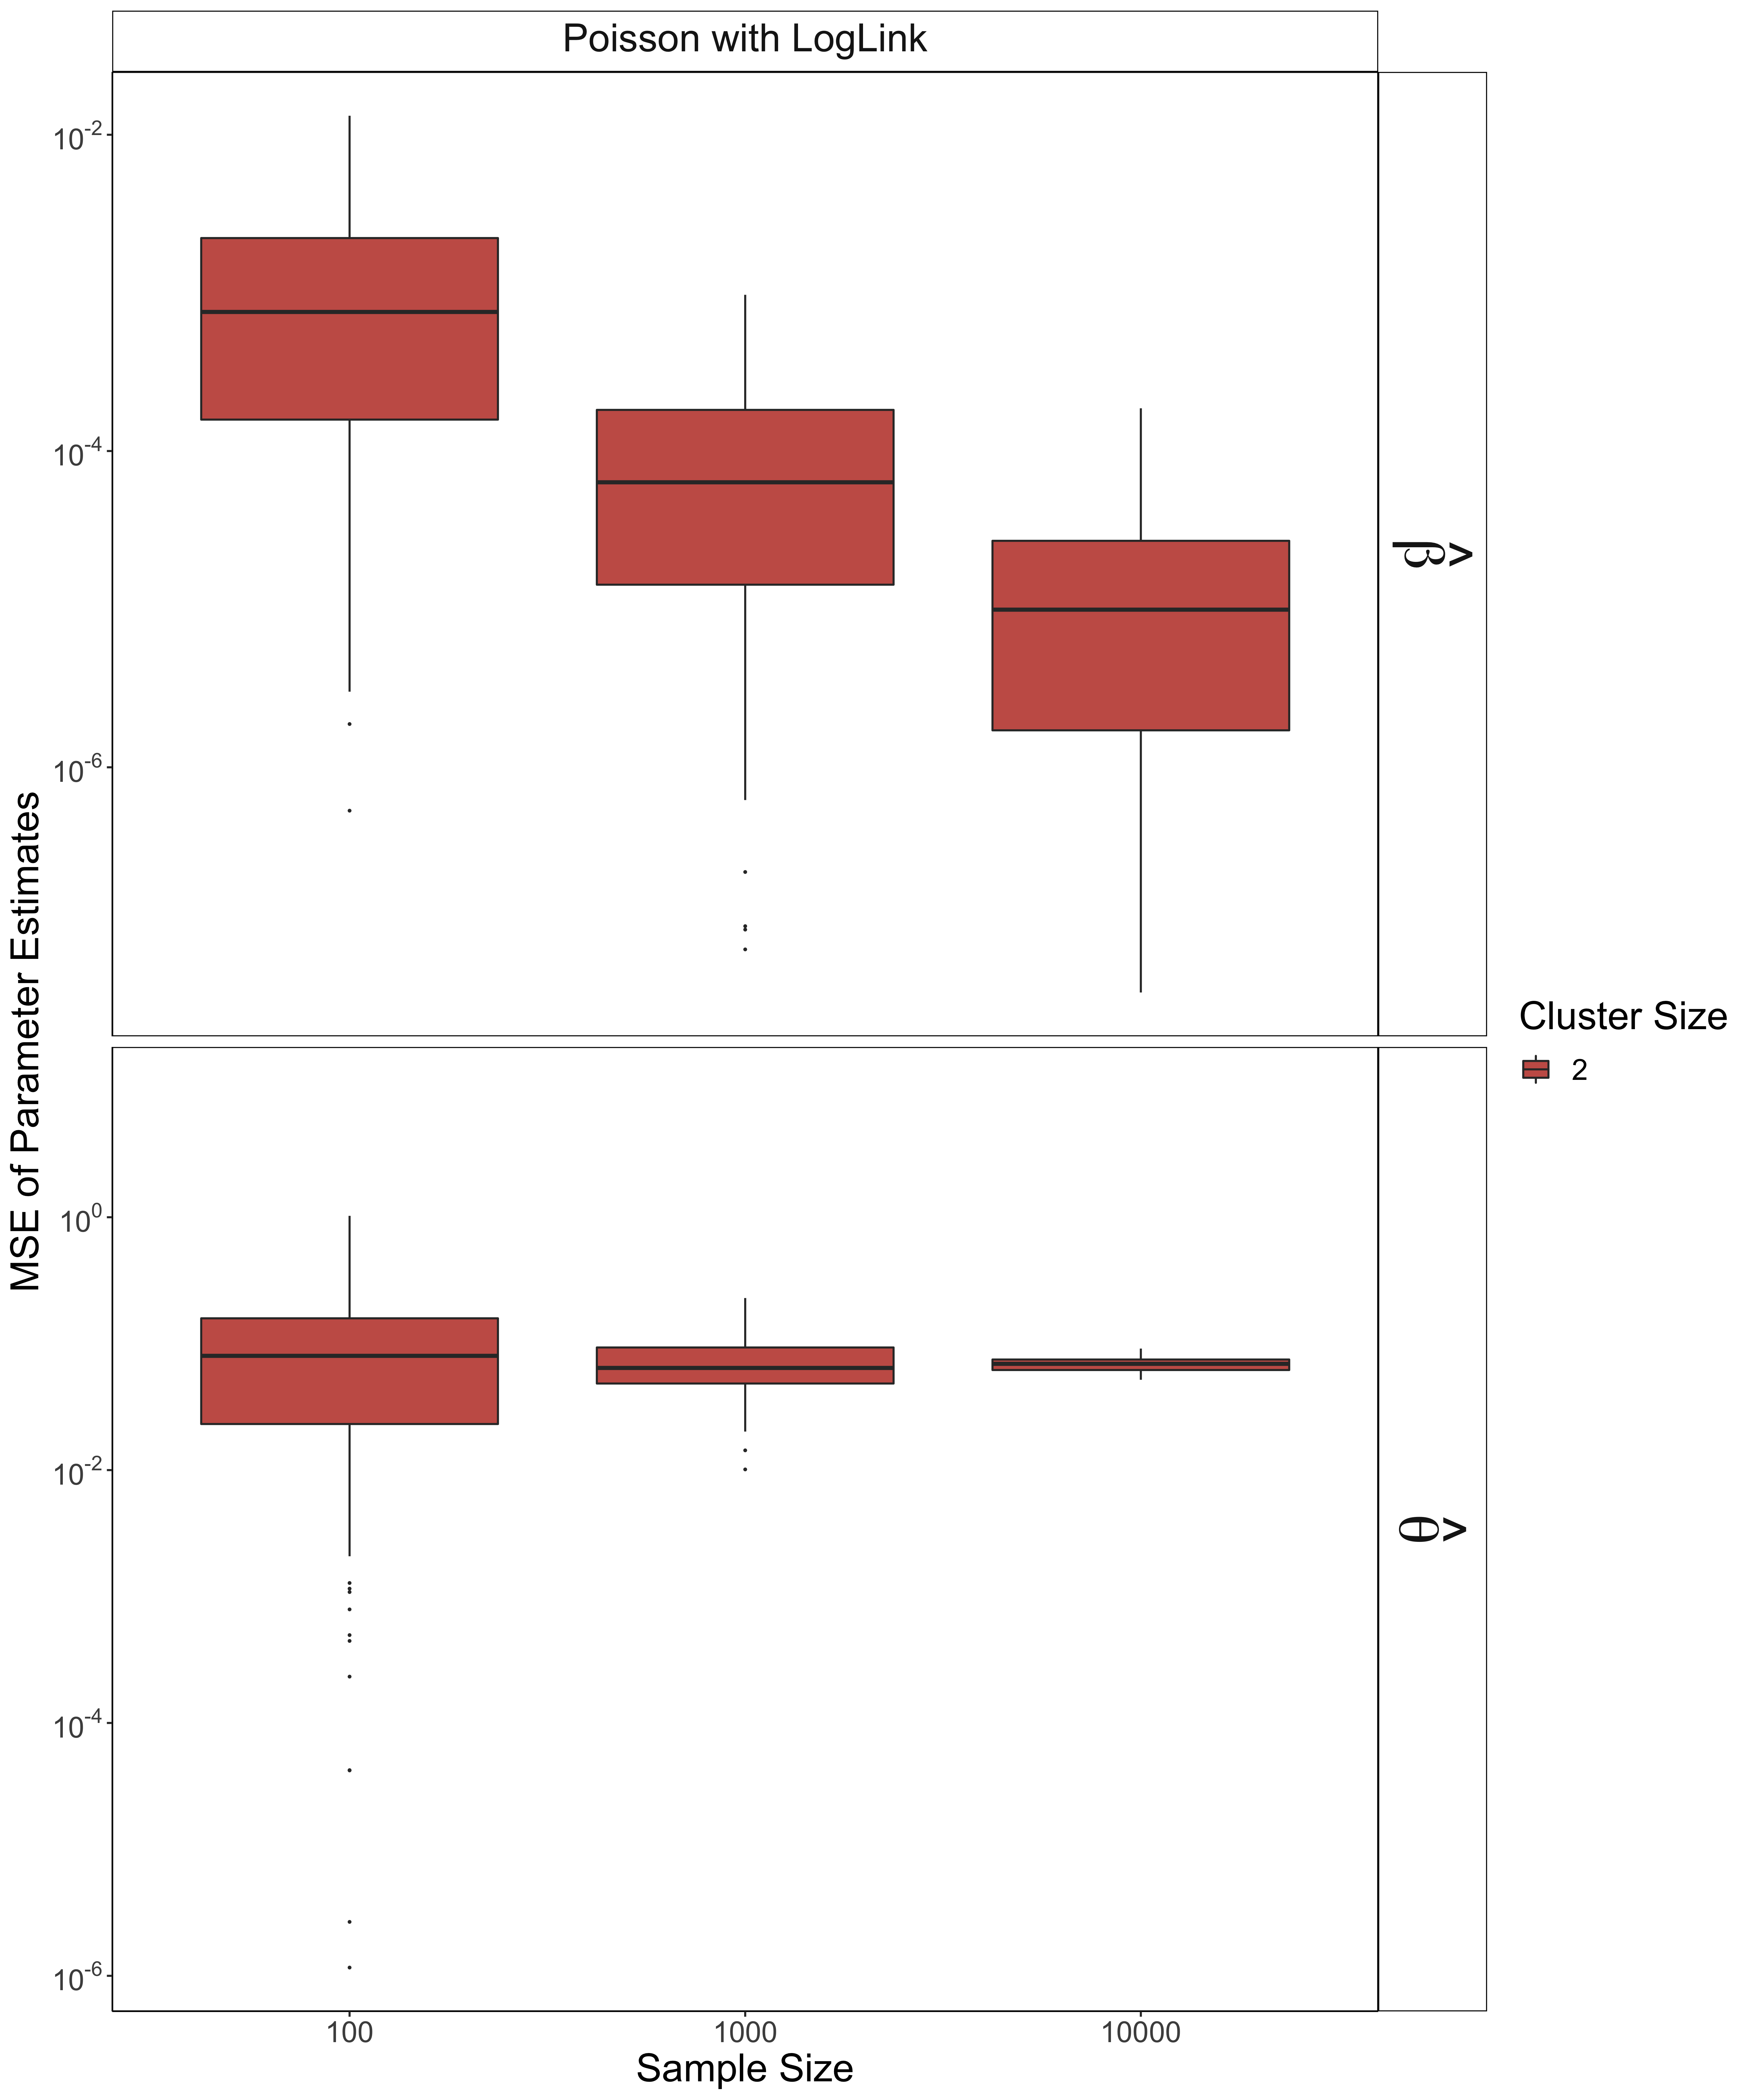 Poisson with LogLink
MSE of Parameter Estimates
10⁻²
10⁻⁴
10⁻⁶
β̂
10⁰
10⁻²
10⁻⁴
10⁻⁶
θ̂
100 1000 10000
Sample Size
Cluster Size
2